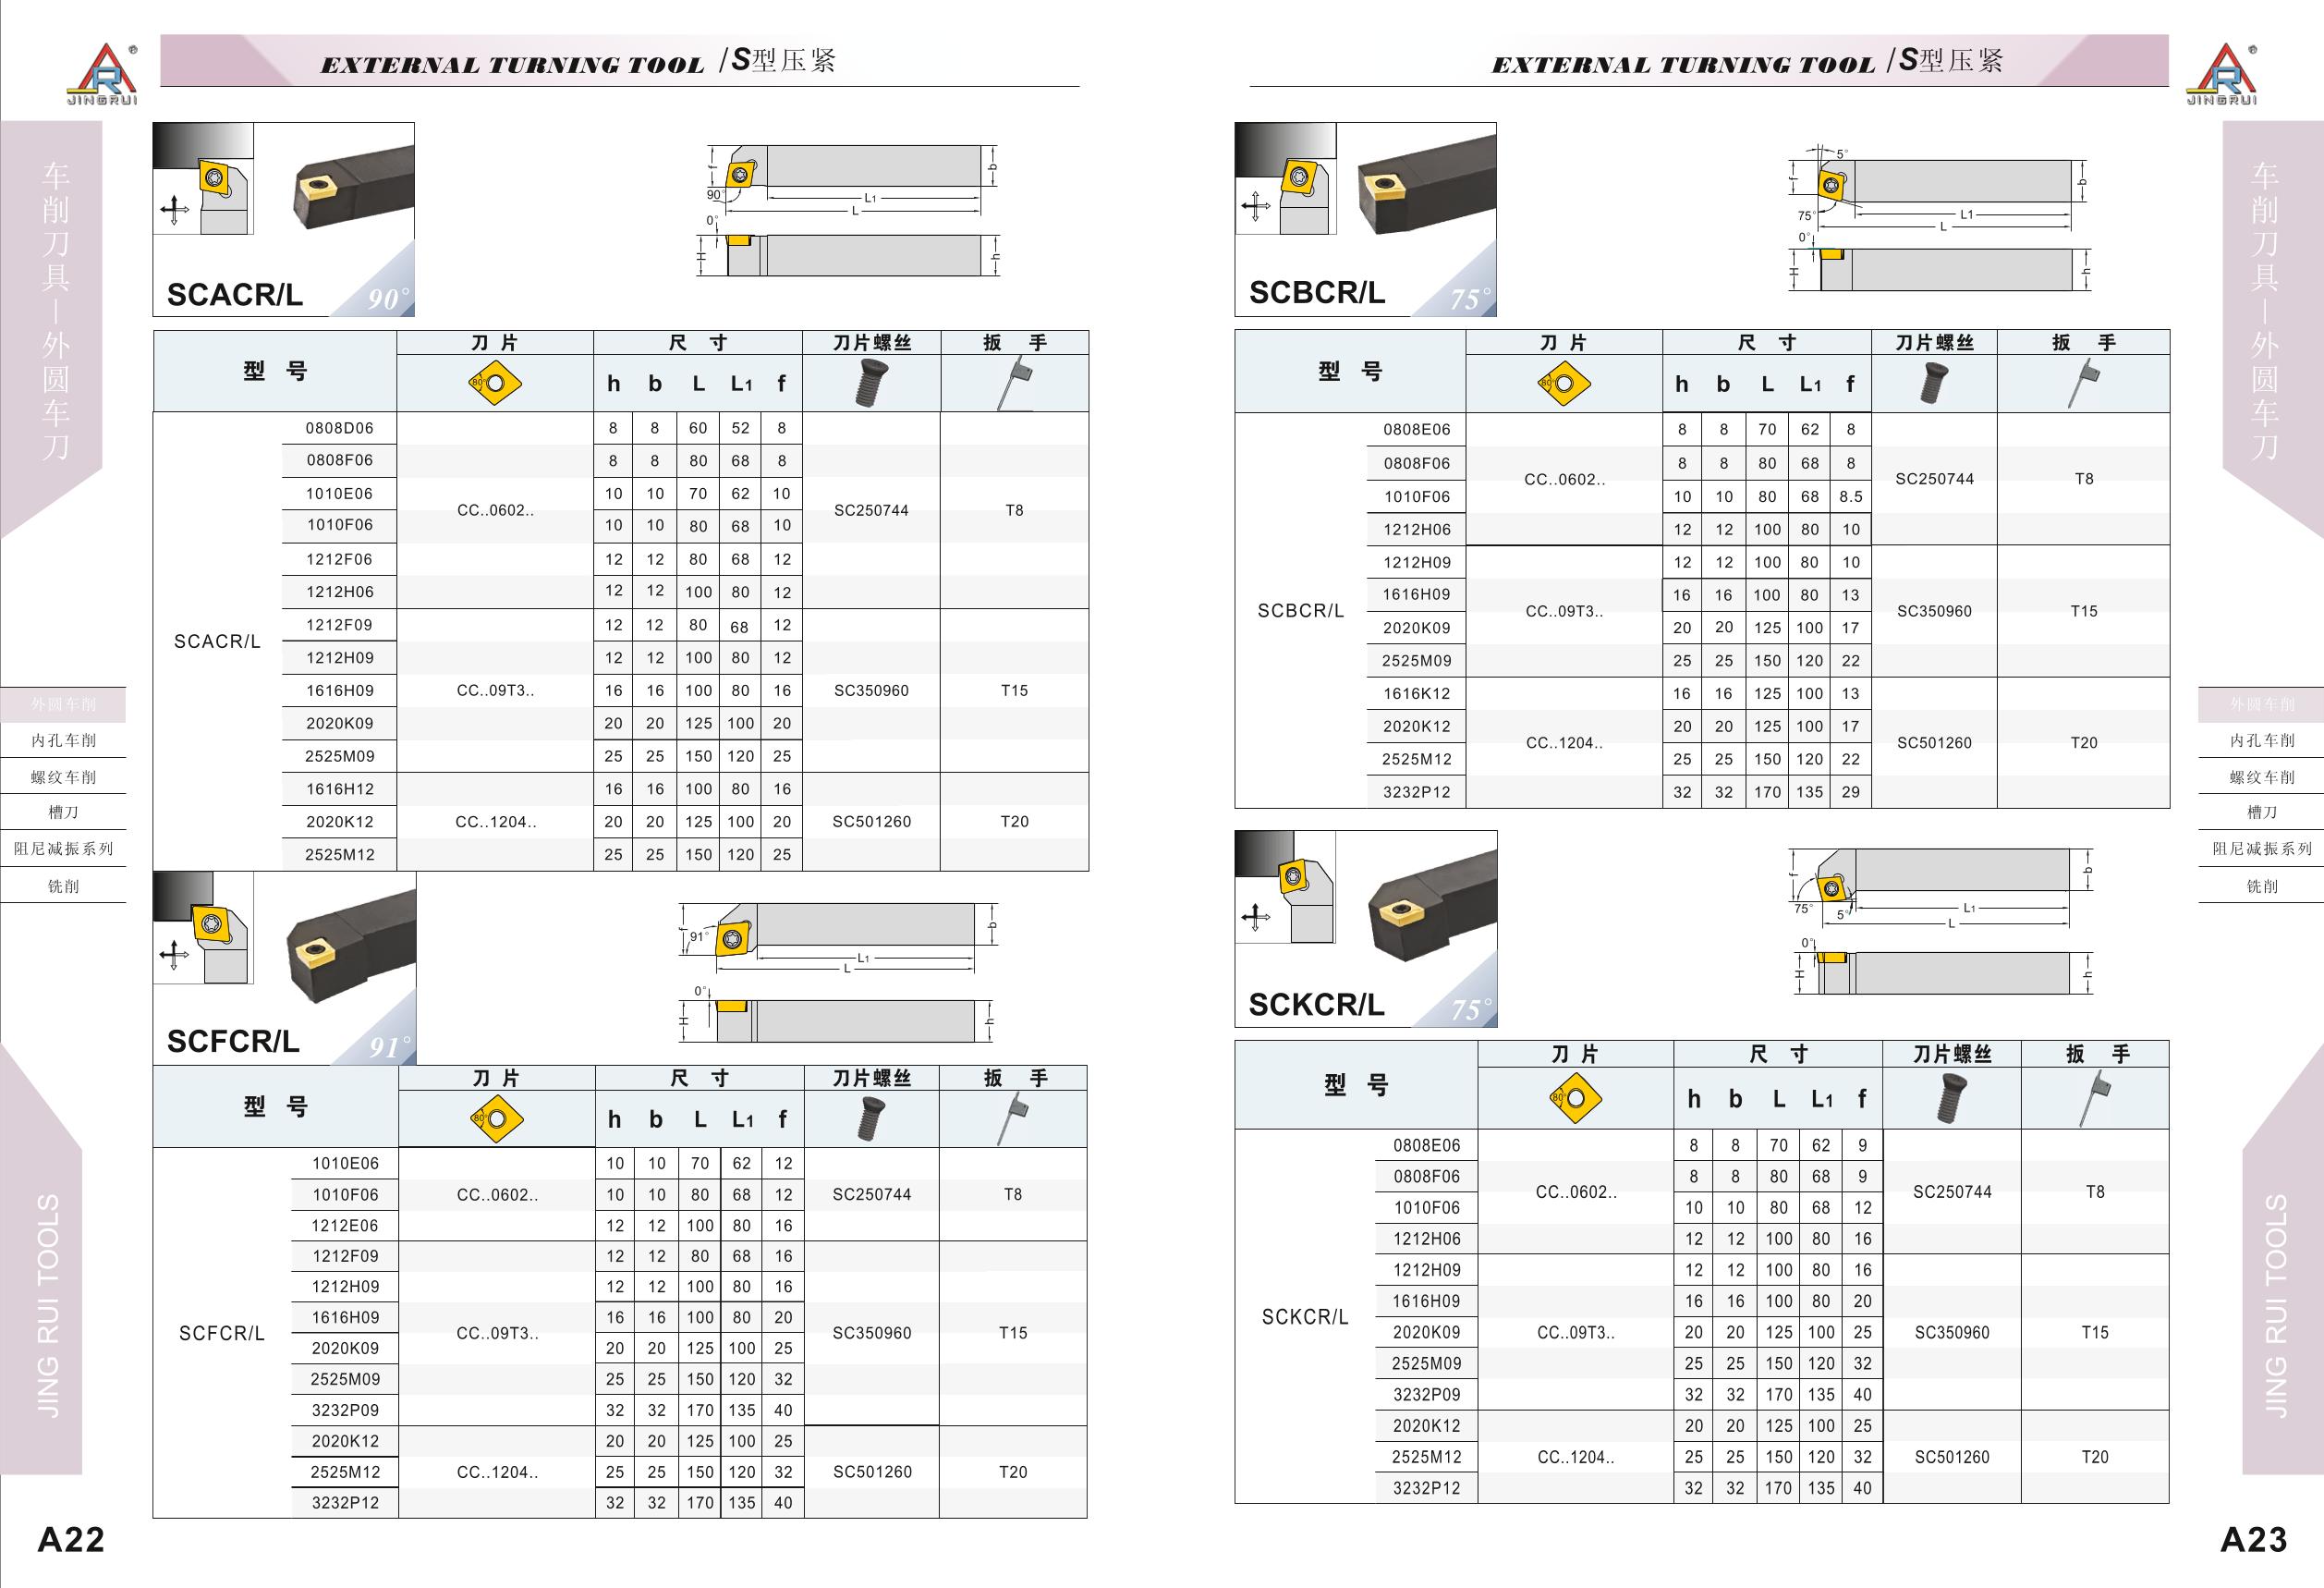 JINGRUI
EXTERNAL TURNING TOOL /S型压紧
车削刀具—外圆车刀
外圆车削
内孔车削
螺纹车削
槽刀
阻尼减振系列
铣削
JING RUI TOOLS
A22
f
b
90°
L1
L
0°
H
h
SCACR/L 90°
型 号 刀 片 尺 寸 刀片螺丝 扳 手
80° h b L L1 f
SCACR/L
0808D06 8 8 60 52 8
0808F06 8 8 80 68 8
1010E06 10 10 70 62 10
CC..0602.. SC250744 T8
1010F06 10 10 80 68 10
1212F06 12 12 80 68 12
1212H06 12 12 100 80 12
1212F09 12 12 80 68 12
1212H09 12 12 100 80 12
1616H09 CC..09T3.. 16 16 100 80 16 SC350960 T15
2020K09 20 20 125 100 20
2525M09 25 25 150 120 25
1616H12 16 16 100 80 16
2020K12 CC..1204.. 20 20 125 100 20 SC501260 T20
2525M12 25 25 150 120 25
f
91°
b
L1
L
0°
H
h
SCFCR/L 91°
型 号 刀 片 尺 寸 刀片螺丝 扳 手
80° h b L L1 f
SCFCR/L
1010E06 10 10 70 62 12
1010F06 CC..0602.. 10 10 80 68 12 SC250744 T8
1212E06 12 12 100 80 16
1212F09 12 12 80 68 16
1212H09 12 12 100 80 16
1616H09 16 16 100 80 20
CC..09T3.. SC350960 T15
2020K09 20 20 125 100 25
2525M09 25 25 150 120 32
3232P09 32 32 170 135 40
2020K12 20 20 125 100 25
2525M12 CC..1204.. 25 25 150 120 32 SC501260 T20
3232P12 32 32 170 135 40
EXTERNAL TURNING TOOL /S型压紧
JINGRUI
车削刀具—外圆车刀
外圆车削
内孔车削
螺纹车削
槽刀
阻尼减振系列
铣削
JING RUI TOOLS
A23
5°
f
b
75°
L1
L
0°
H
h
SCBCR/L 75°
型 号 刀 片 尺 寸 刀片螺丝 扳 手
80° h b L L1 f
SCBCR/L
0808E06 8 8 70 62 8
0808F06 8 8 80 68 8
CC..0602.. SC250744 T8
1010F06 10 10 80 68 8.5
1212H06 12 12 100 80 10
1212H09 12 12 100 80 10
1616H09 16 16 100 80 13
CC..09T3.. SC350960 T15
2020K09 20 20 125 100 17
2525M09 25 25 150 120 22
1616K12 16 16 125 100 13
2020K12 20 20 125 100 17
CC..1204.. SC501260 T20
2525M12 25 25 150 120 22
3232P12 32 32 170 135 29
f
b
75°
5°
L1
L
0°
H
h
SCKCR/L 75°
型 号 刀 片 尺 寸 刀片螺丝 扳 手
80° h b L L1 f
SCKCR/L
0808E06 8 8 70 62 9
0808F06 8 8 80 68 9
CC..0602.. SC250744 T8
1010F06 10 10 80 68 12
1212H06 12 12 100 80 16
1212H09 12 12 100 80 16
1616H09 16 16 100 80 20
2020K09 CC..09T3.. 20 20 125 100 25 SC350960 T15
2525M09 25 25 150 120 32
3232P09 32 32 170 135 40
2020K12 20 20 125 100 25
2525M12 CC..1204.. 25 25 150 120 32 SC501260 T20
3232P12 32 32 170 135 40